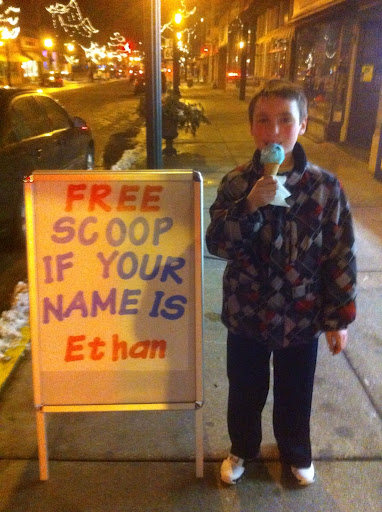 FREE
SCOOP
IF YOUR
NAME IS
Ethan